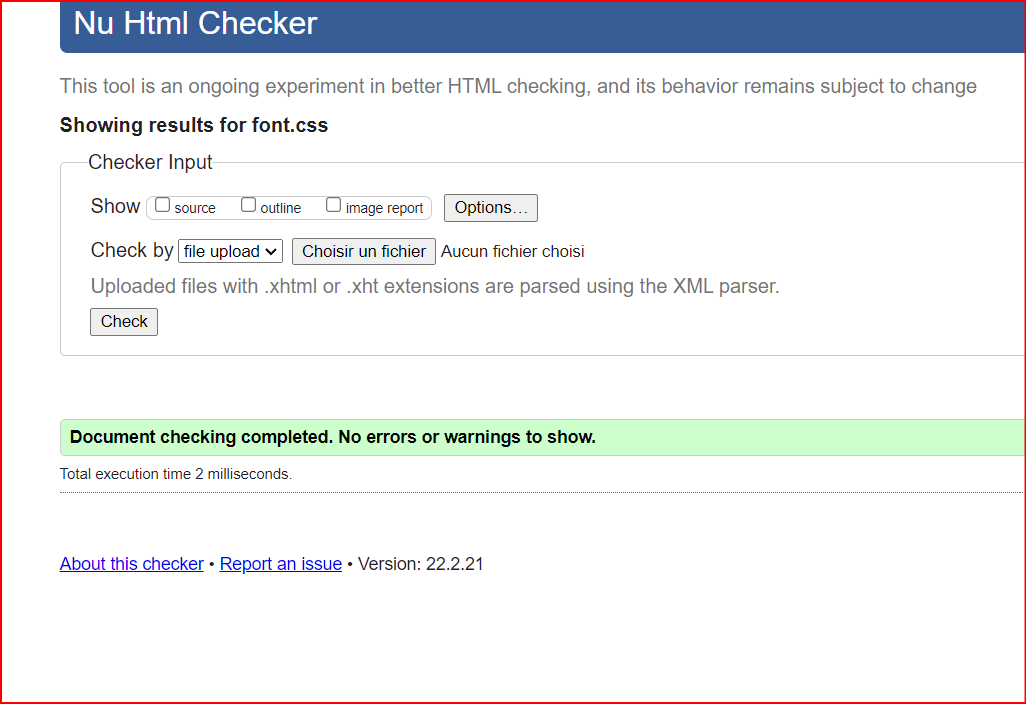 Nu Html Checker
This tool is an ongoing experiment in better HTML checking, and its behavior remains subject to change
Showing results for font.css
Checker Input
Show source outline image report Options…
Check by file upload Choisir un fichier Aucun fichier choisi
Uploaded files with .xhtml or .xht extensions are parsed using the XML parser.
Check
Document checking completed. No errors or warnings to show.
Total execution time 2 milliseconds.
About this checker • Report an issue • Version: 22.2.21